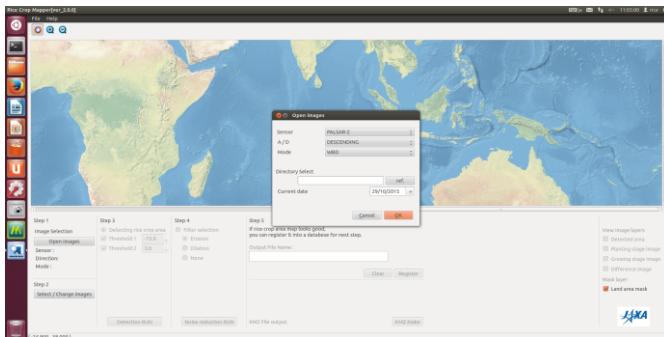 Rice Crop Mapper[ver_2.0.0]
File Help
Open Images
Sensor PALSAR-2
A/D DESCENDING
Mode WBD
Directory Select
ref.
Current date 29/10/2015
Cancel OK
Step 1
Image Selection
Open Images
Sensor :
Direction:
Mode :
Step 2
Select / Change Images
Step 3
Detecting rice crop area
Threshold 1
Threshold 2 3.0
Detection RUN
Step 4
Filter selection
Erosion
Dilation
None
Noise reduction RUN
Step 5
If rice crop area map looks good,
you can register it into a database for next step.
Output File Name:
Clear Register
KMZ File output KMZ Make
View image layers
Detected area
Planting stage image
Growing stage image
Difference image
Mask layer
Land area mask
JAXA